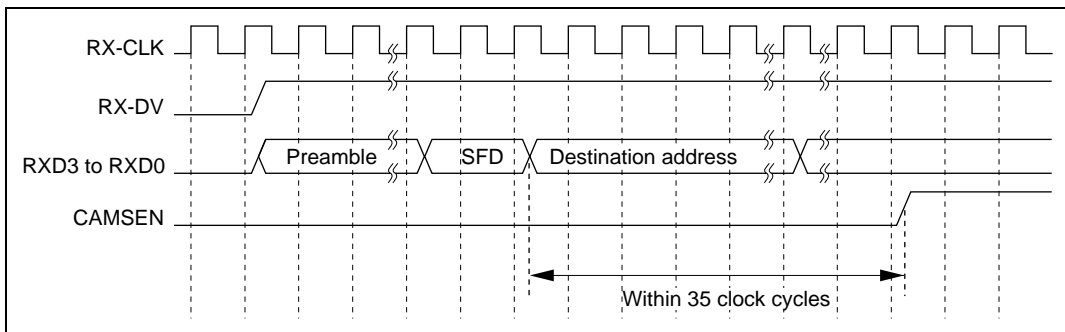 RX-CLK
RX-DV
RXD3 to RXD0
Preamble
SFD
Destination address
CAMSEN
Within 35 clock cycles